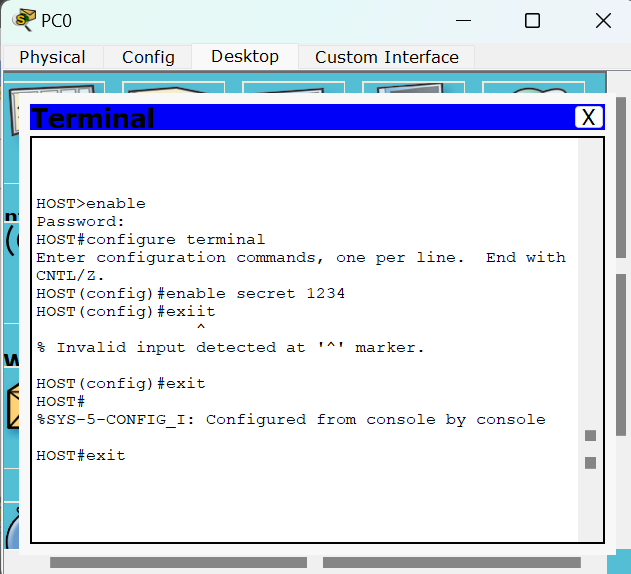 PC0
Physical Config Desktop Custom Interface
Terminal X
HOST>enable
Password:
HOST#configure terminal
Enter configuration commands, one per line.  End with
CNTL/Z.
HOST(config)#enable secret 1234
HOST(config)#exiit
^
% Invalid input detected at '^' marker.
HOST(config)#exit
HOST#
%SYS-5-CONFIG_I: Configured from console by console
HOST#exit